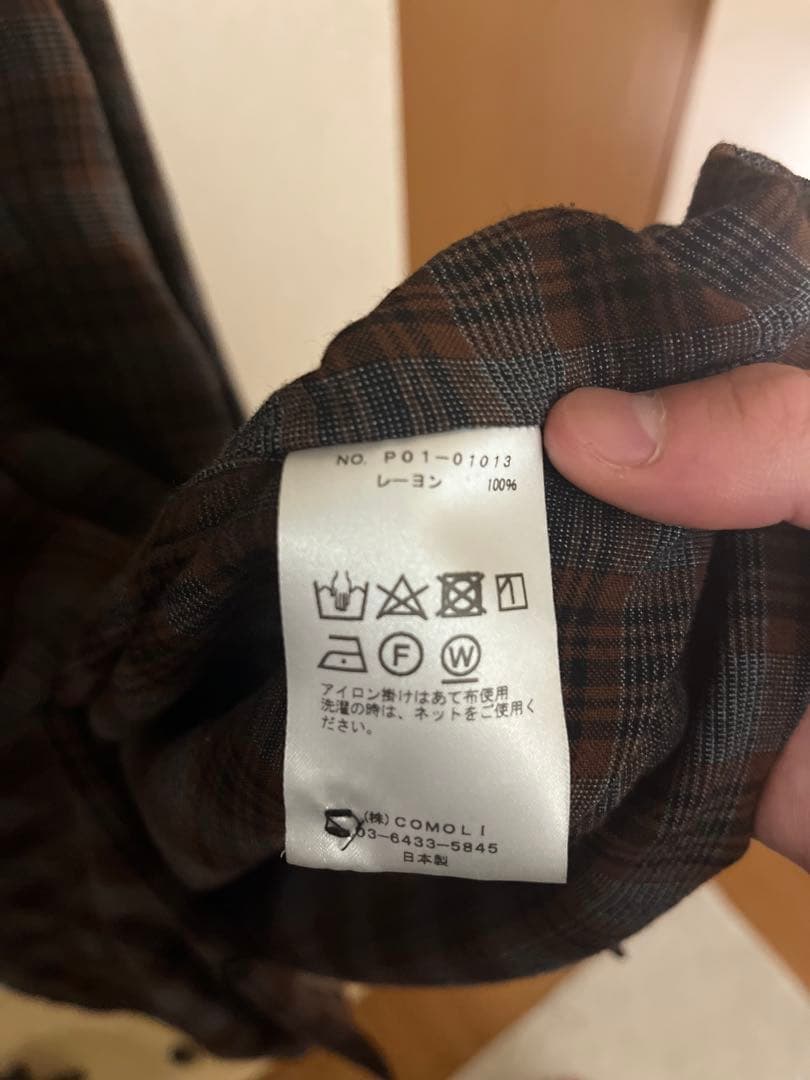 NO. P01-01013
レーヨン 100%
F W
アイロン掛けはあて布使用
洗濯の時は、ネットをご使用く
ださい。
(株)COMOLI
03-6433-5845
日本製